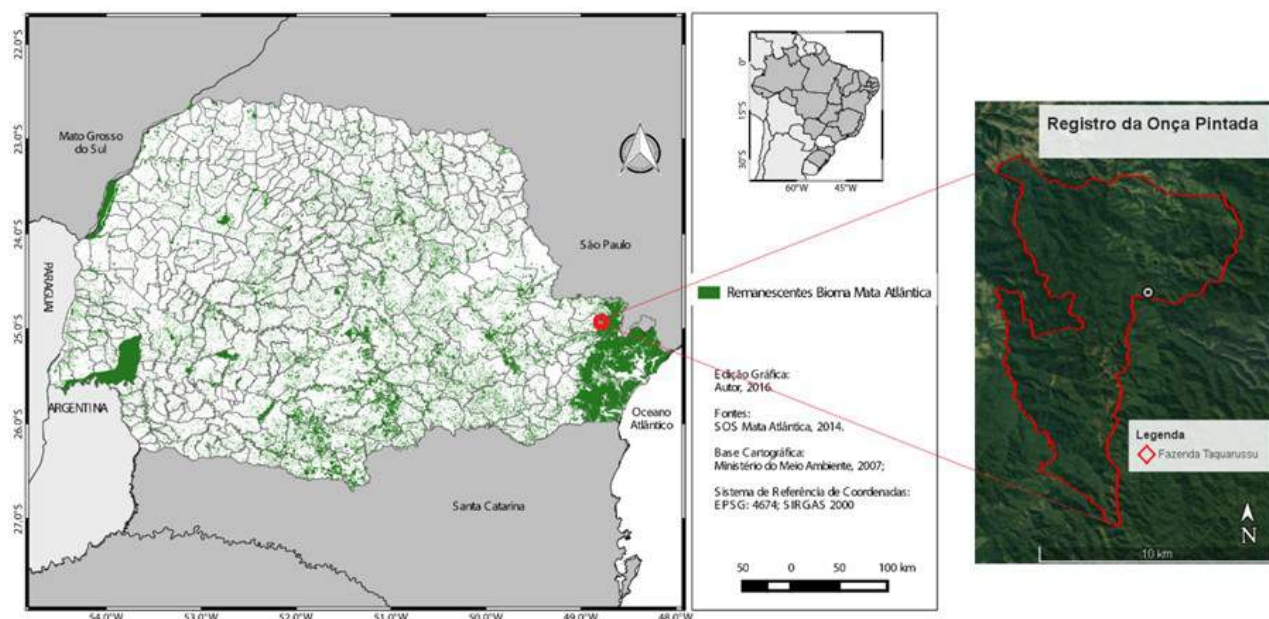 22.0°S
23.0°S
24.0°S
25.0°S
26.0°S
27.0°S
54.0°W
53.0°W
52.0°W
51.0°W
50.0°W
49.0°W
48.0°W
Mato Grosso
do Sul
São Paulo
PARAGUAI
ARGENTINA
Oceano
Atlântico
Santa Catarina
0°
15°S
30°S
60°W
45°W
Remanescentes Bioma Mata Atlântica
Edição Gráfica:
Autor, 2016.
Fontes:
SOS Mata Atlântica, 2014.
Base Cartográfica:
Ministério do Meio Ambiente, 2007;
Sistema de Referência de Coordenadas:
EPSG: 4674; SIRGAS 2000
50 0 50 100 km
Registro da Onça Pintada
Legenda
Fazenda Taquarussu
N
10 km